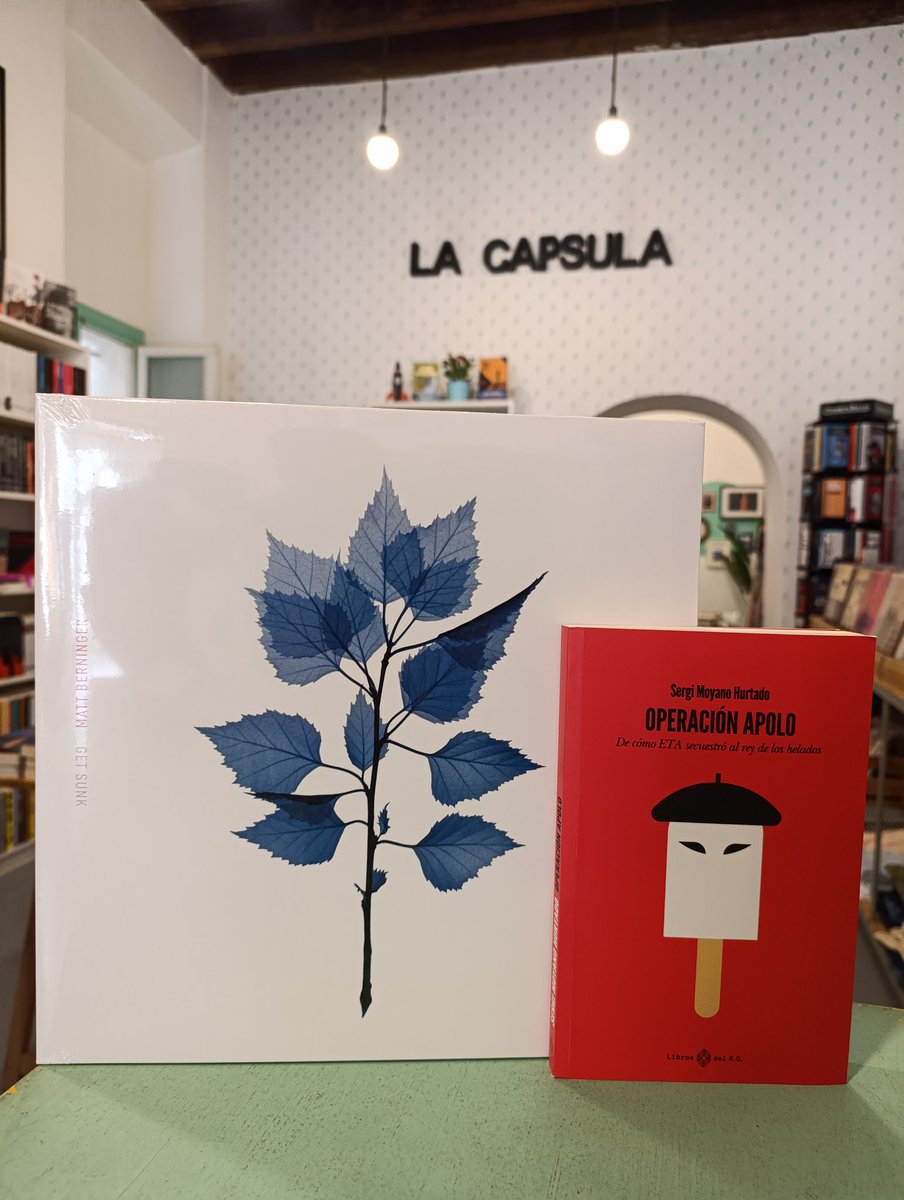 LA CAPSULA
MATT BERNINGER
GET SUNK
Sergi Moyano Hurtado
OPERACIÓN APOLO
De cómo ETA secuestró al rey de los helados
Libros del K.O.